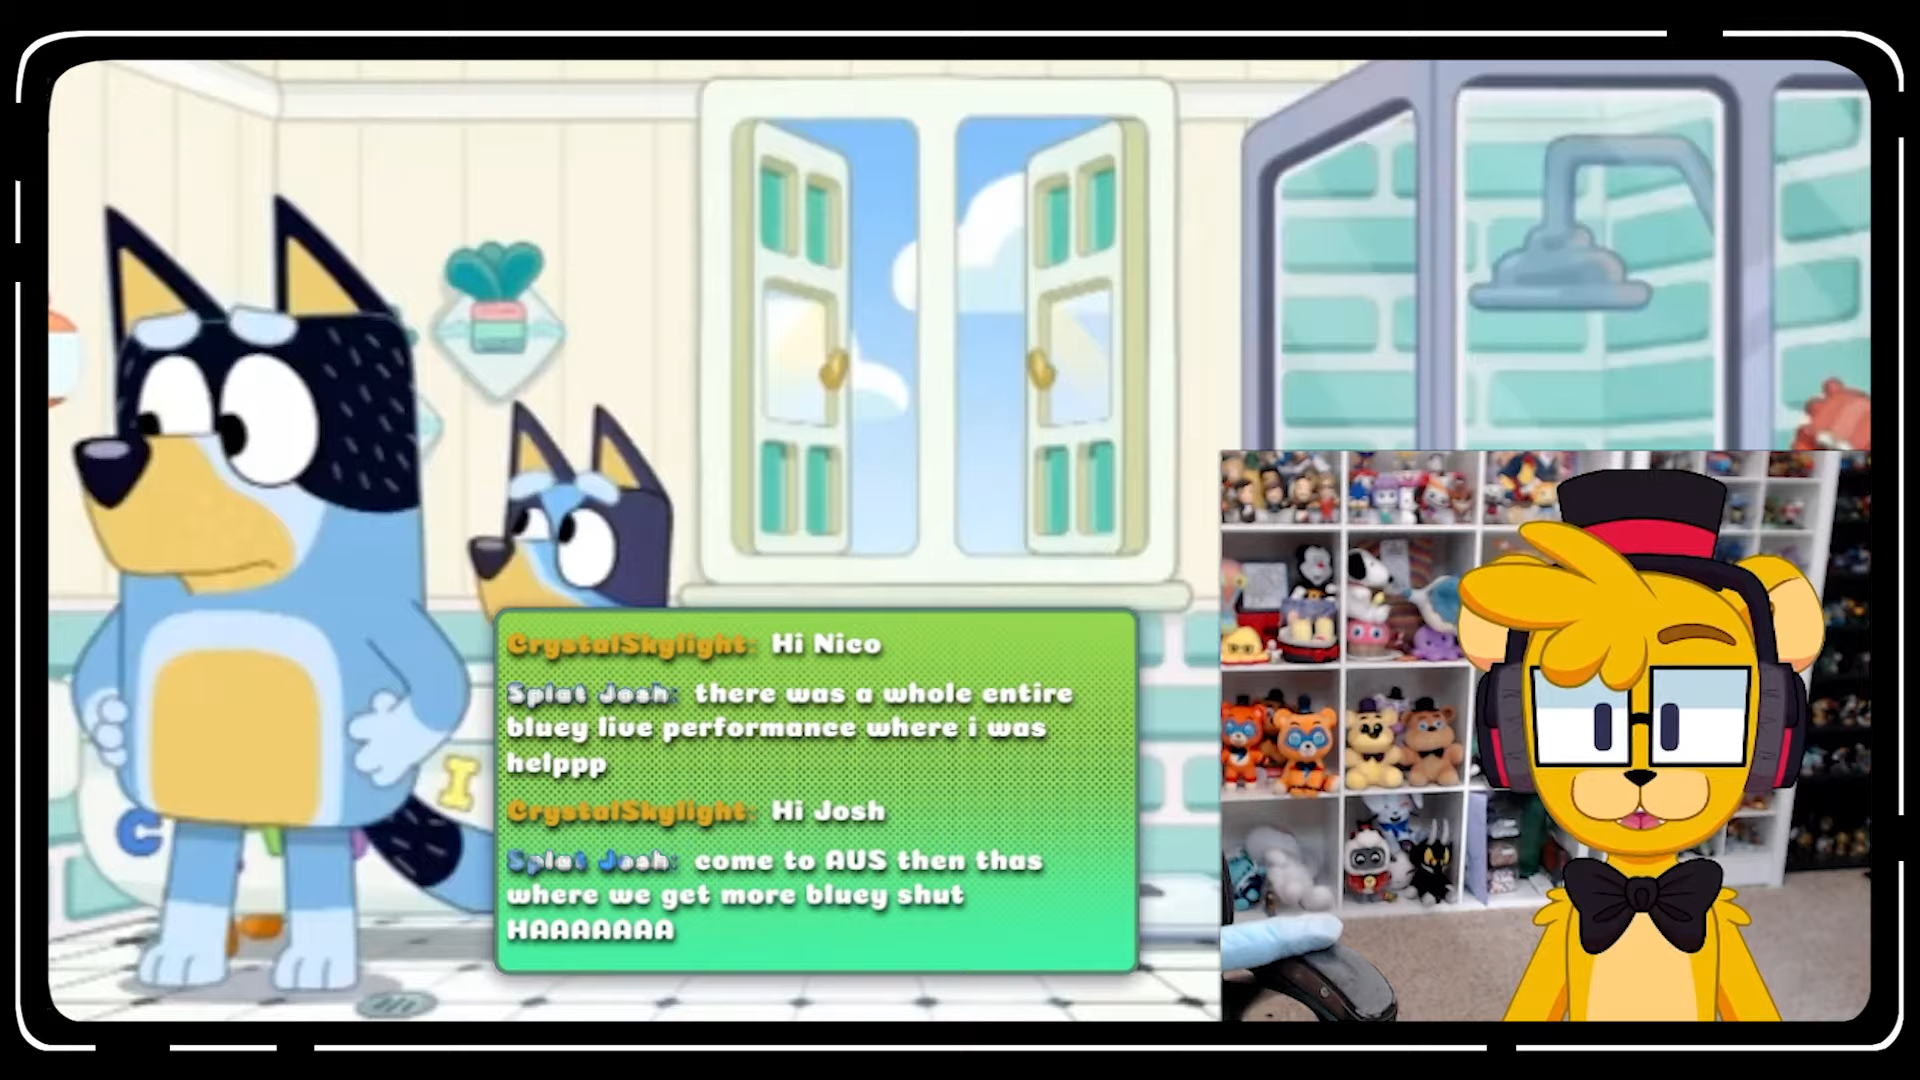 CrystalSkylight: Hi Nico
Splat Josh: there was a whole entire
bluey live performance where i was
helppp
CrystalSkylight: Hi Josh
Splat Josh: come to AUS then thas
where we get more bluey shut
HAAAAAAA
C
I